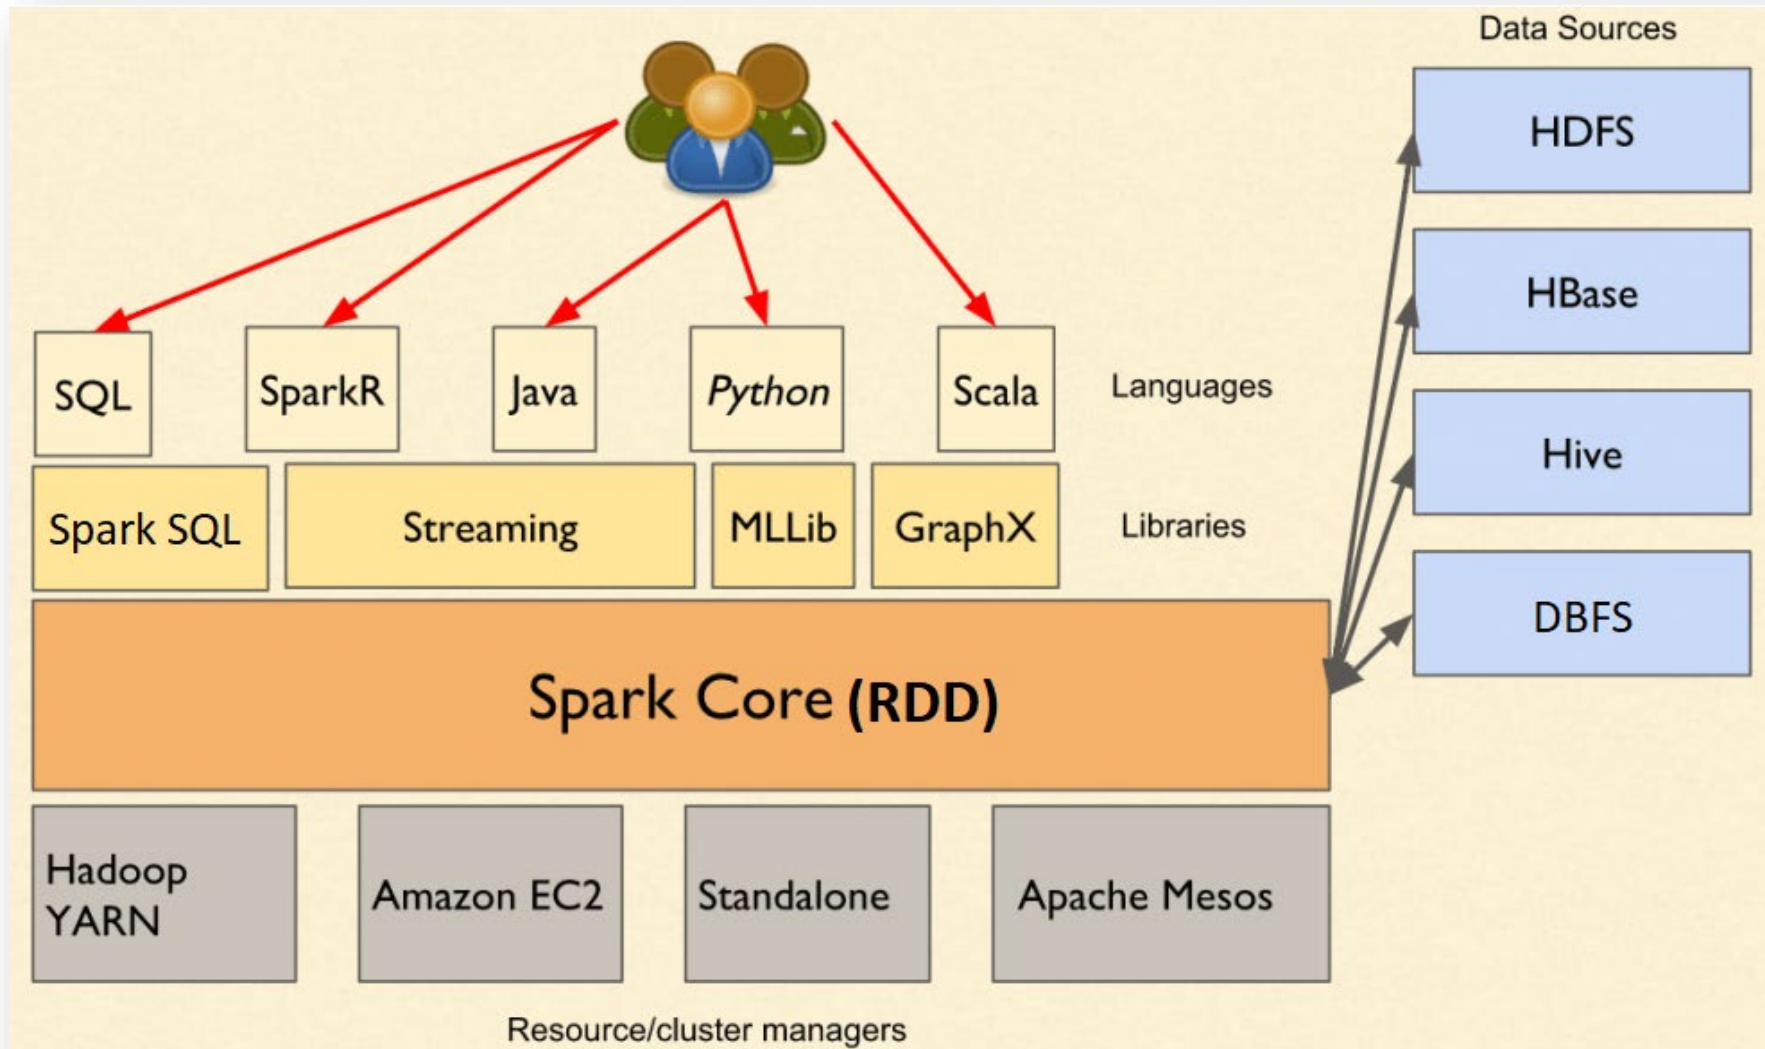 Data Sources
HDFS
HBase
Hive
DBFS
SQL
SparkR
Java
Python
Scala
Languages
Spark SQL
Streaming
MLLib
GraphX
Libraries
Spark Core (RDD)
Hadoop
YARN
Amazon EC2
Standalone
Apache Mesos
Resource/cluster managers